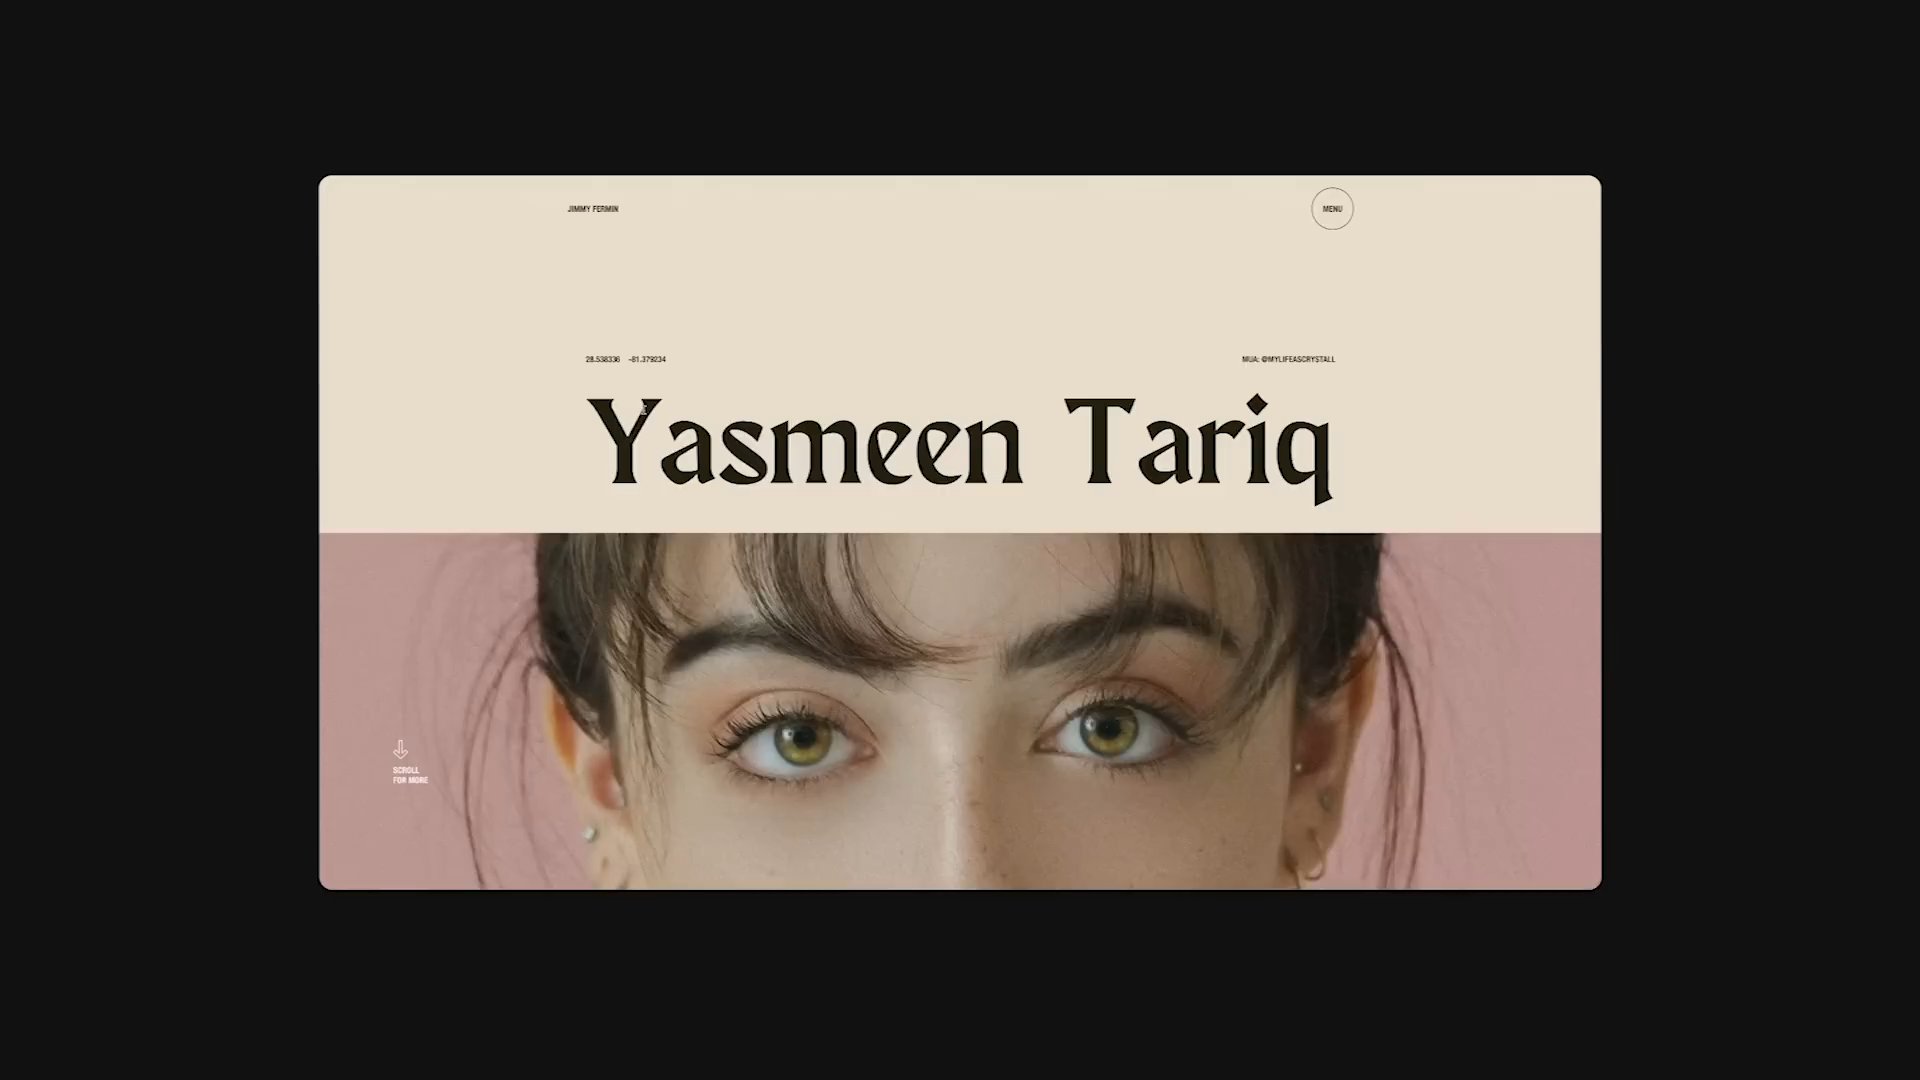 JIMMY FERMIN
MENU
28.538336 -81.379234
MUA: @MYLIFEASCRYSTALL
Yasmeen Tariq
SCROLL
FOR MORE